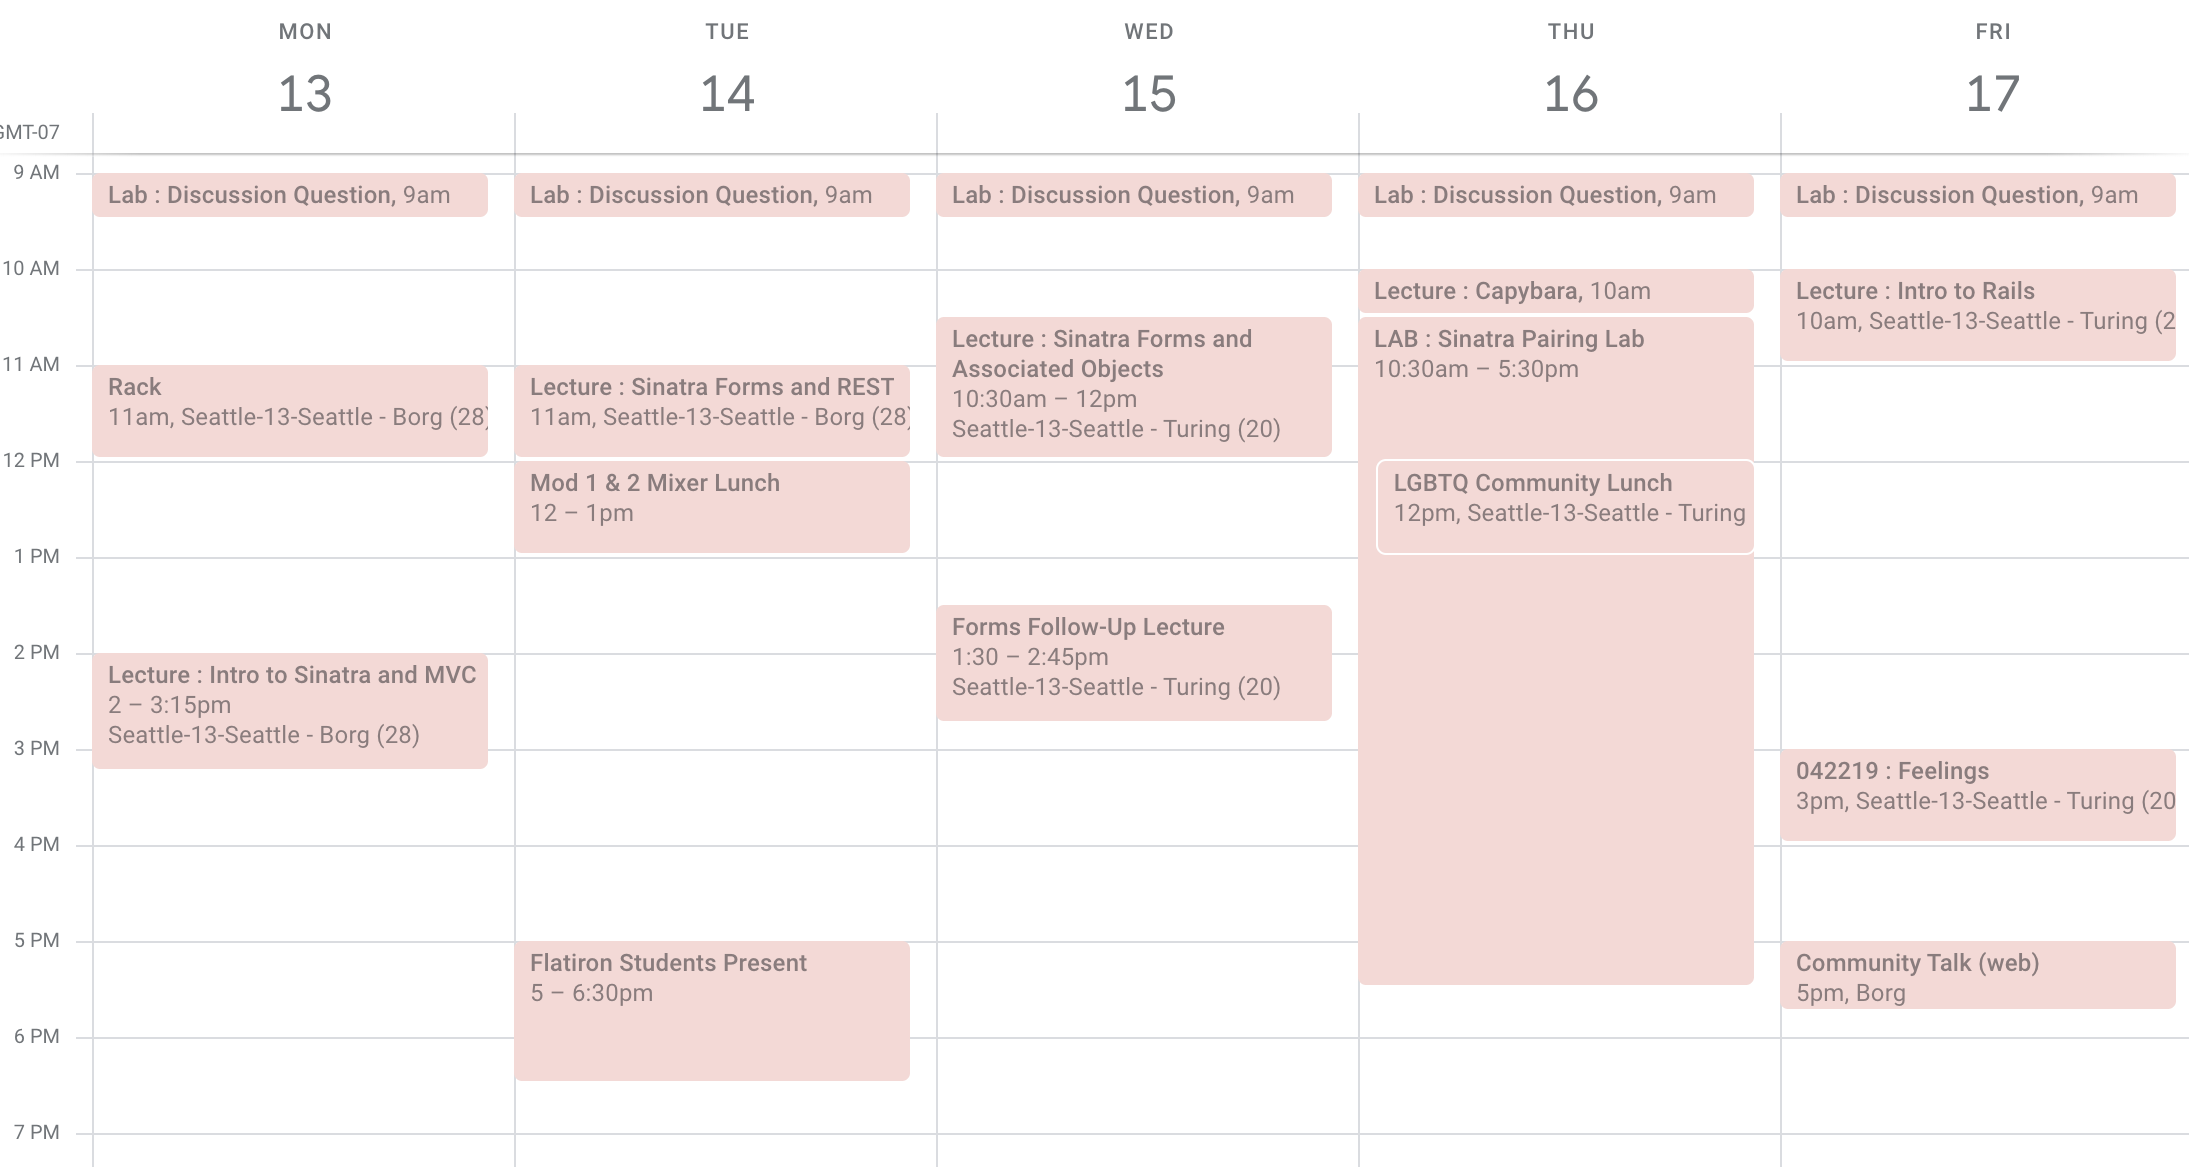 MON
13
TUE
14
WED
15
THU
16
FRI
17
GMT-07
9 AM
10 AM
11 AM
12 PM
1 PM
2 PM
3 PM
4 PM
5 PM
6 PM
7 PM
Lab : Discussion Question, 9am
Rack
11am, Seattle-13-Seattle - Borg (28)
Lecture : Intro to Sinatra and MVC
2 – 3:15pm
Seattle-13-Seattle - Borg (28)
Lab : Discussion Question, 9am
Lecture : Sinatra Forms and REST
11am, Seattle-13-Seattle - Borg (28)
Mod 1 & 2 Mixer Lunch
12 – 1pm
Flatiron Students Present
5 – 6:30pm
Lab : Discussion Question, 9am
Lecture : Sinatra Forms and
Associated Objects
10:30am – 12pm
Seattle-13-Seattle - Turing (20)
Forms Follow-Up Lecture
1:30 – 2:45pm
Seattle-13-Seattle - Turing (20)
Lab : Discussion Question, 9am
Lecture : Capybara, 10am
LAB : Sinatra Pairing Lab
10:30am – 5:30pm
LGBTQ Community Lunch
12pm, Seattle-13-Seattle - Turing
Lab : Discussion Question, 9am
Lecture : Intro to Rails
10am, Seattle-13-Seattle - Turing (2
042219 : Feelings
3pm, Seattle-13-Seattle - Turing (20
Community Talk (web)
5pm, Borg